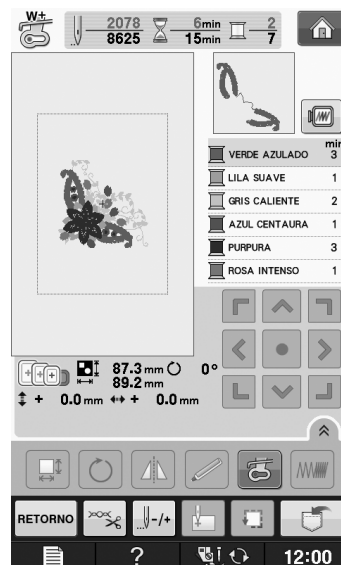 W+
2078 6min 2
8625 15min 7
min
VERDE AZULADO 3
LILA SUAVE 1
GRIS CALIENTE 2
AZUL CENTAURA 1
PURPURA 3
ROSA INTENSO 1
87.3 mm 0°
89.2 mm
+ 0.0 mm + 0.0 mm
RETORNO -/+
? 12:00